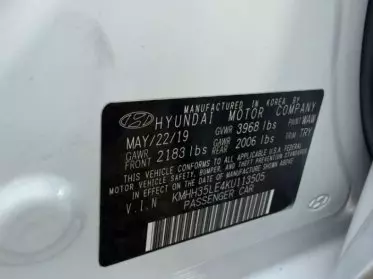 MANUFACTURED IN KOREA BY
HYUNDAI MOTOR COMPANY
MAY/22/19 GVWR 3968 lbs PAINT WAW
FRONT 2183 lbs REAR 2006 lbs TRIM TRY
THIS VEHICLE CONFORMS TO ALL APPLICABLE
U.S. FEDERAL MOTOR VEHICLE SAFETY, BUMPER AND
THEFT PREVENTION STANDARDS IN EFFECT ON THE
DATE OF MANUFACTURE SHOWN ABOVE.
V.I.N KMHH35LE4KU113505
PASSENGER CAR